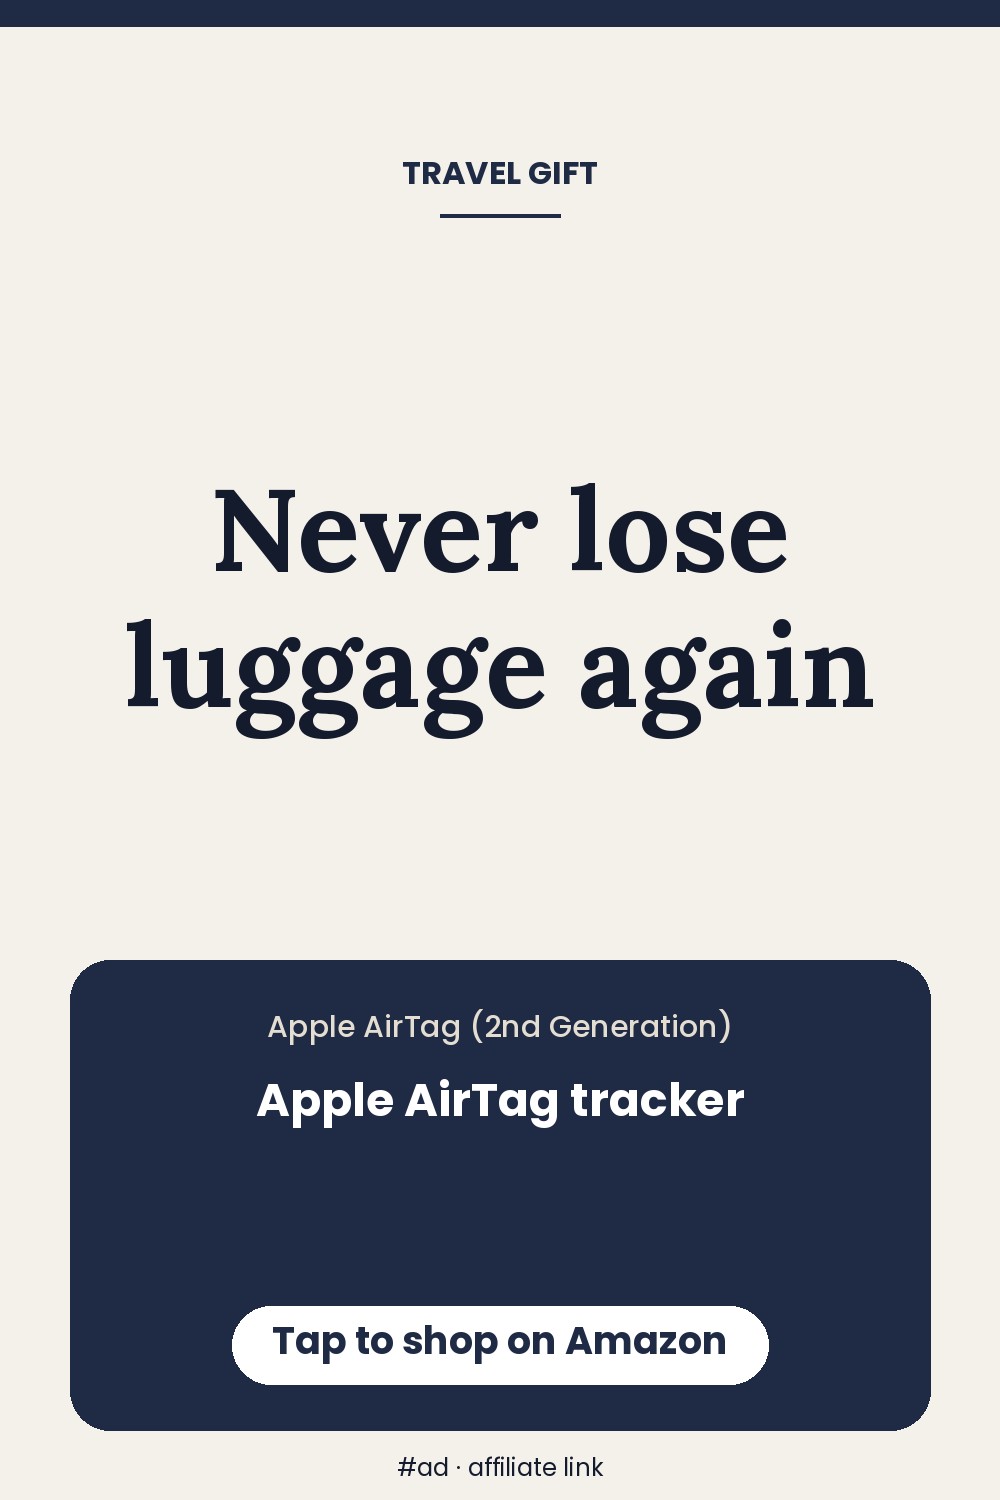 TRAVEL GIFT
Never lose
luggage again
Apple AirTag (2nd Generation)
Apple AirTag tracker
Tap to shop on Amazon
#ad · affiliate link